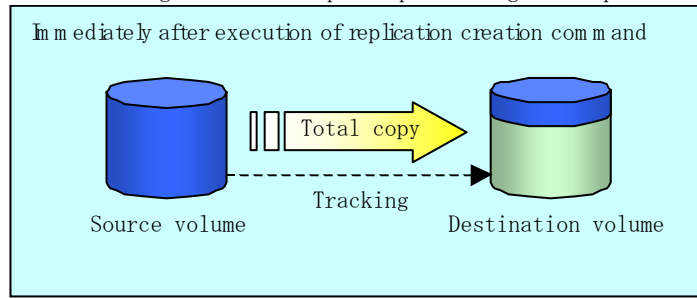 Immediately after execution of replication creation command
Total copy
Tracking
Source volume
Destination volume